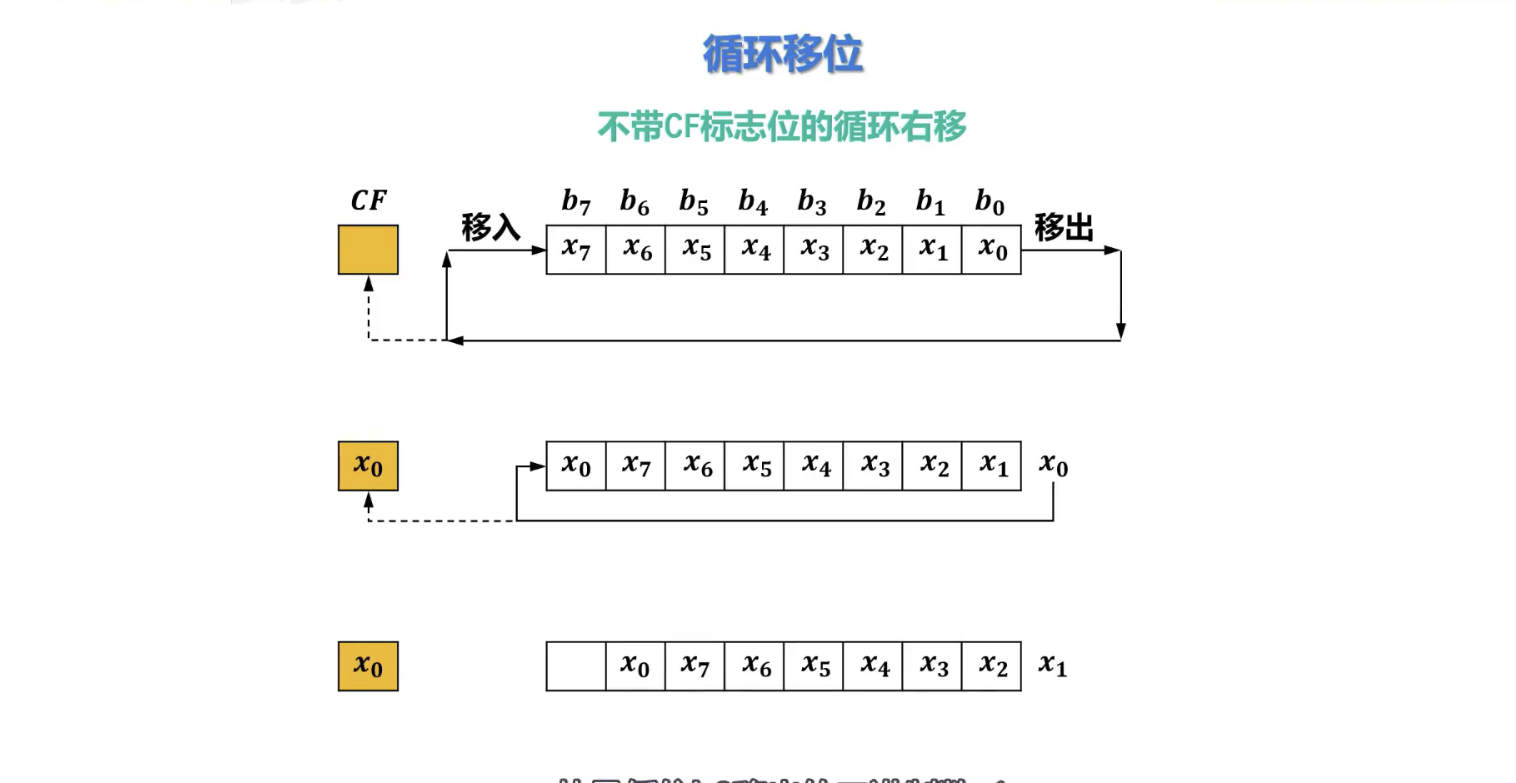 循环移位
不带CF标志位的循环右移
CF
b₇ b₆ b₅ b₄ b₃ b₂ b₁ b₀
移入 x₇ x₆ x₅ x₄ x₃ x₂ x₁ x₀ 移出
x₀ x₀ x₇ x₆ x₅ x₄ x₃ x₂ x₁ x₀
x₀ x₀ x₇ x₆ x₅ x₄ x₃ x₂ x₁